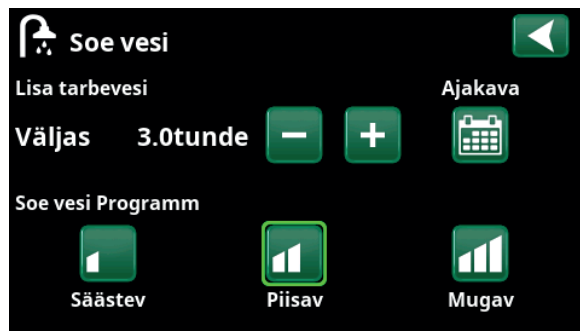 Soe vesi
Lisa tarbevesi Ajakava
Väljas 3.0tunde
Soe vesi Programm
Säästev Piisav Mugav